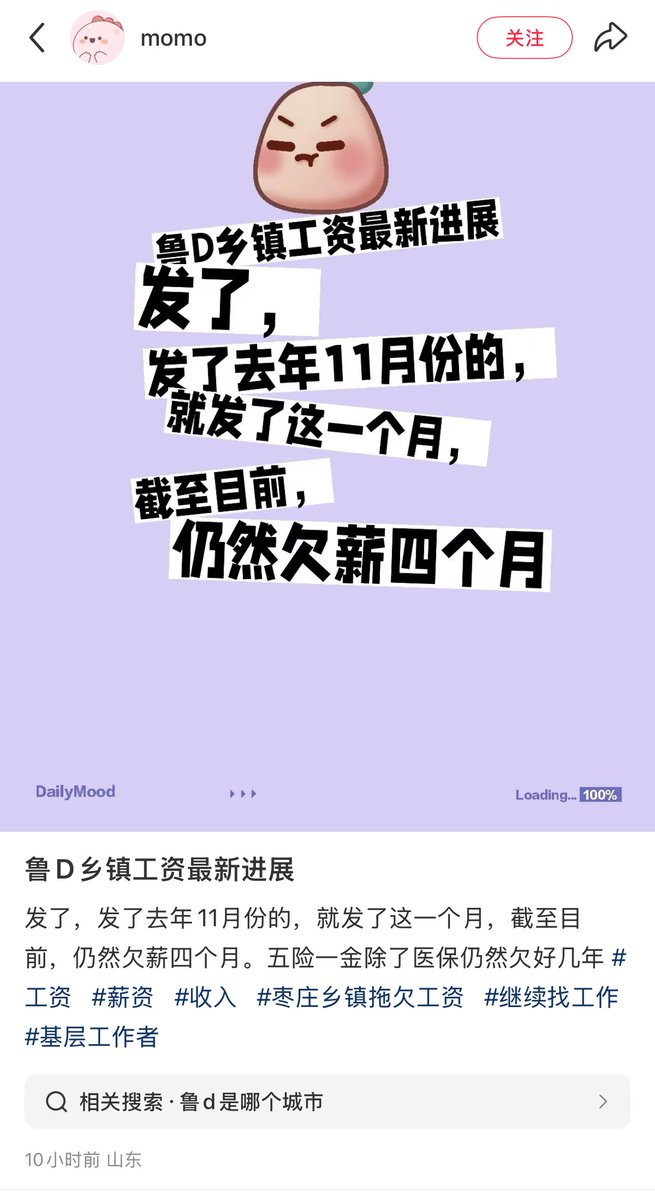 momo
关注
鲁D乡镇工资最新进展
发了，
发了去年11月份的，
就发了这一个月，
截至目前，
仍然欠薪四个月
DailyMood
Loading... 100%
鲁D乡镇工资最新进展
发了，发了去年11月份的，就发了这一个月，截至目
前，仍然欠薪四个月。五险一金除了医保仍然欠好几年 #
工资 #薪资 #收入 #枣庄乡镇拖欠工资 #继续找工作
#基层工作者
相关搜索·鲁d是哪个城市
10小时前 山东